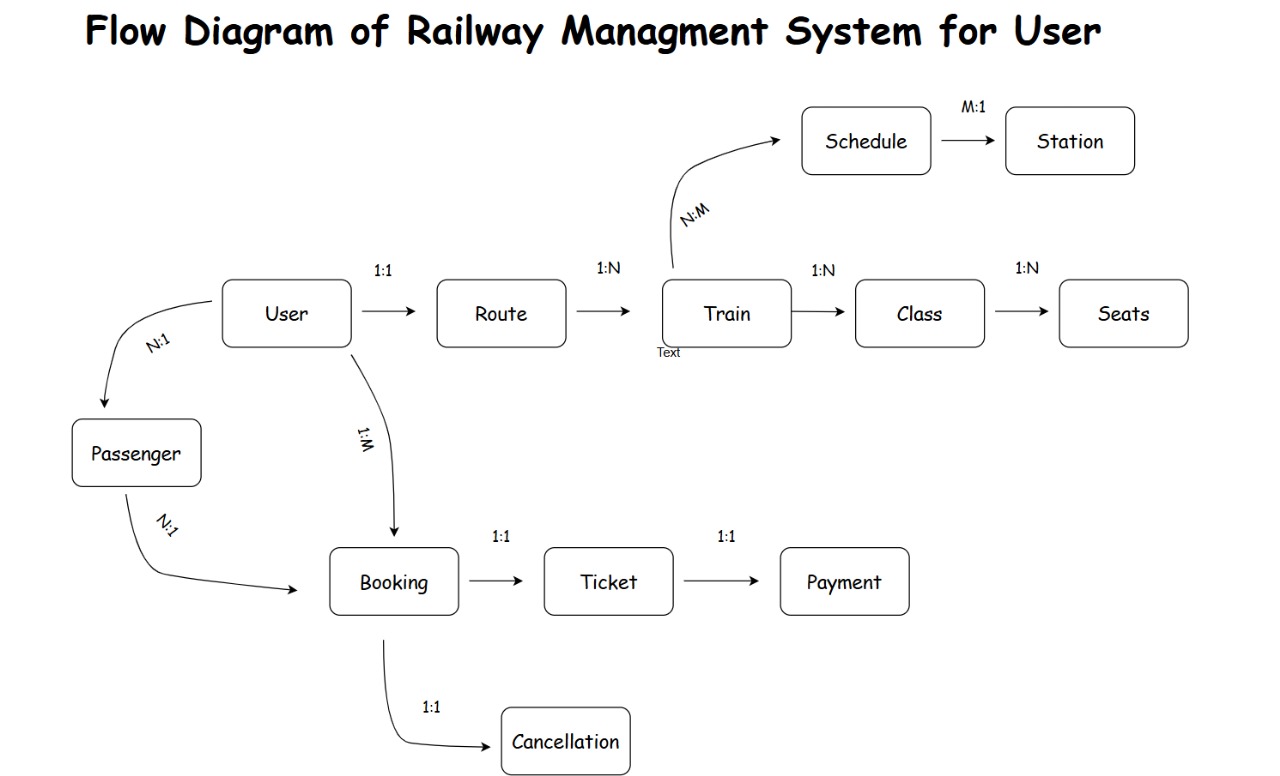 Flow Diagram of Railway Managment System for User
M:1
Schedule
Station
N:M
1:1
1:N
1:N
1:N
User
Route
Train
Class
Seats
Text
N:1
1:M
Passenger
N:1
1:1
1:1
Booking
Ticket
Payment
1:1
Cancellation